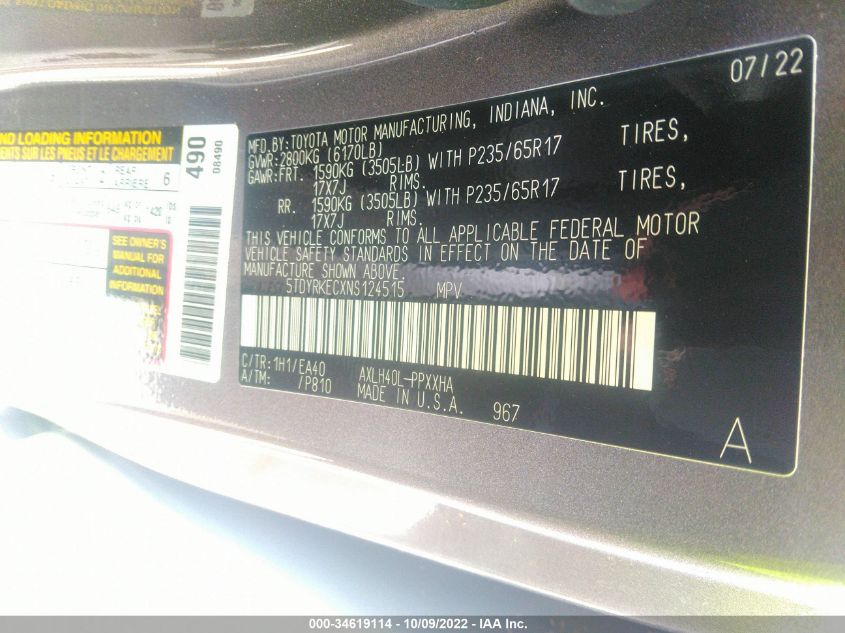 07/22
MFD.BY:TOYOTA MOTOR MANUFACTURING, INDIANA, INC.
GVWR:2800KG (6170LB)
GAWR:FRT. 1590KG (3505LB) WITH P235/65R17 TIRES,
17X7J RIMS.
RR. 1590KG (3505LB) WITH P235/65R17 TIRES,
17X7J RIMS.
THIS VEHICLE CONFORMS TO ALL APPLICABLE FEDERAL MOTOR
VEHICLE SAFETY STANDARDS IN EFFECT ON THE DATE OF
MANUFACTURE SHOWN ABOVE.
5TDYRKECXNS124515 MPV
C/TR:1H1/EA40 AXLH40L-PPXXHA
A/TM: /P810 MADE IN U.S.A. 967
A
ND LOADING INFORMATION
S SUR LES PNEUS ET LE CHARGEMENT
REAR
ARRIÈRE 6
490
08490
SEE OWNER'S
MANUAL FOR
ADDITIONAL
INFORMATION
000-34619114 - 10/09/2022 - IAA Inc.